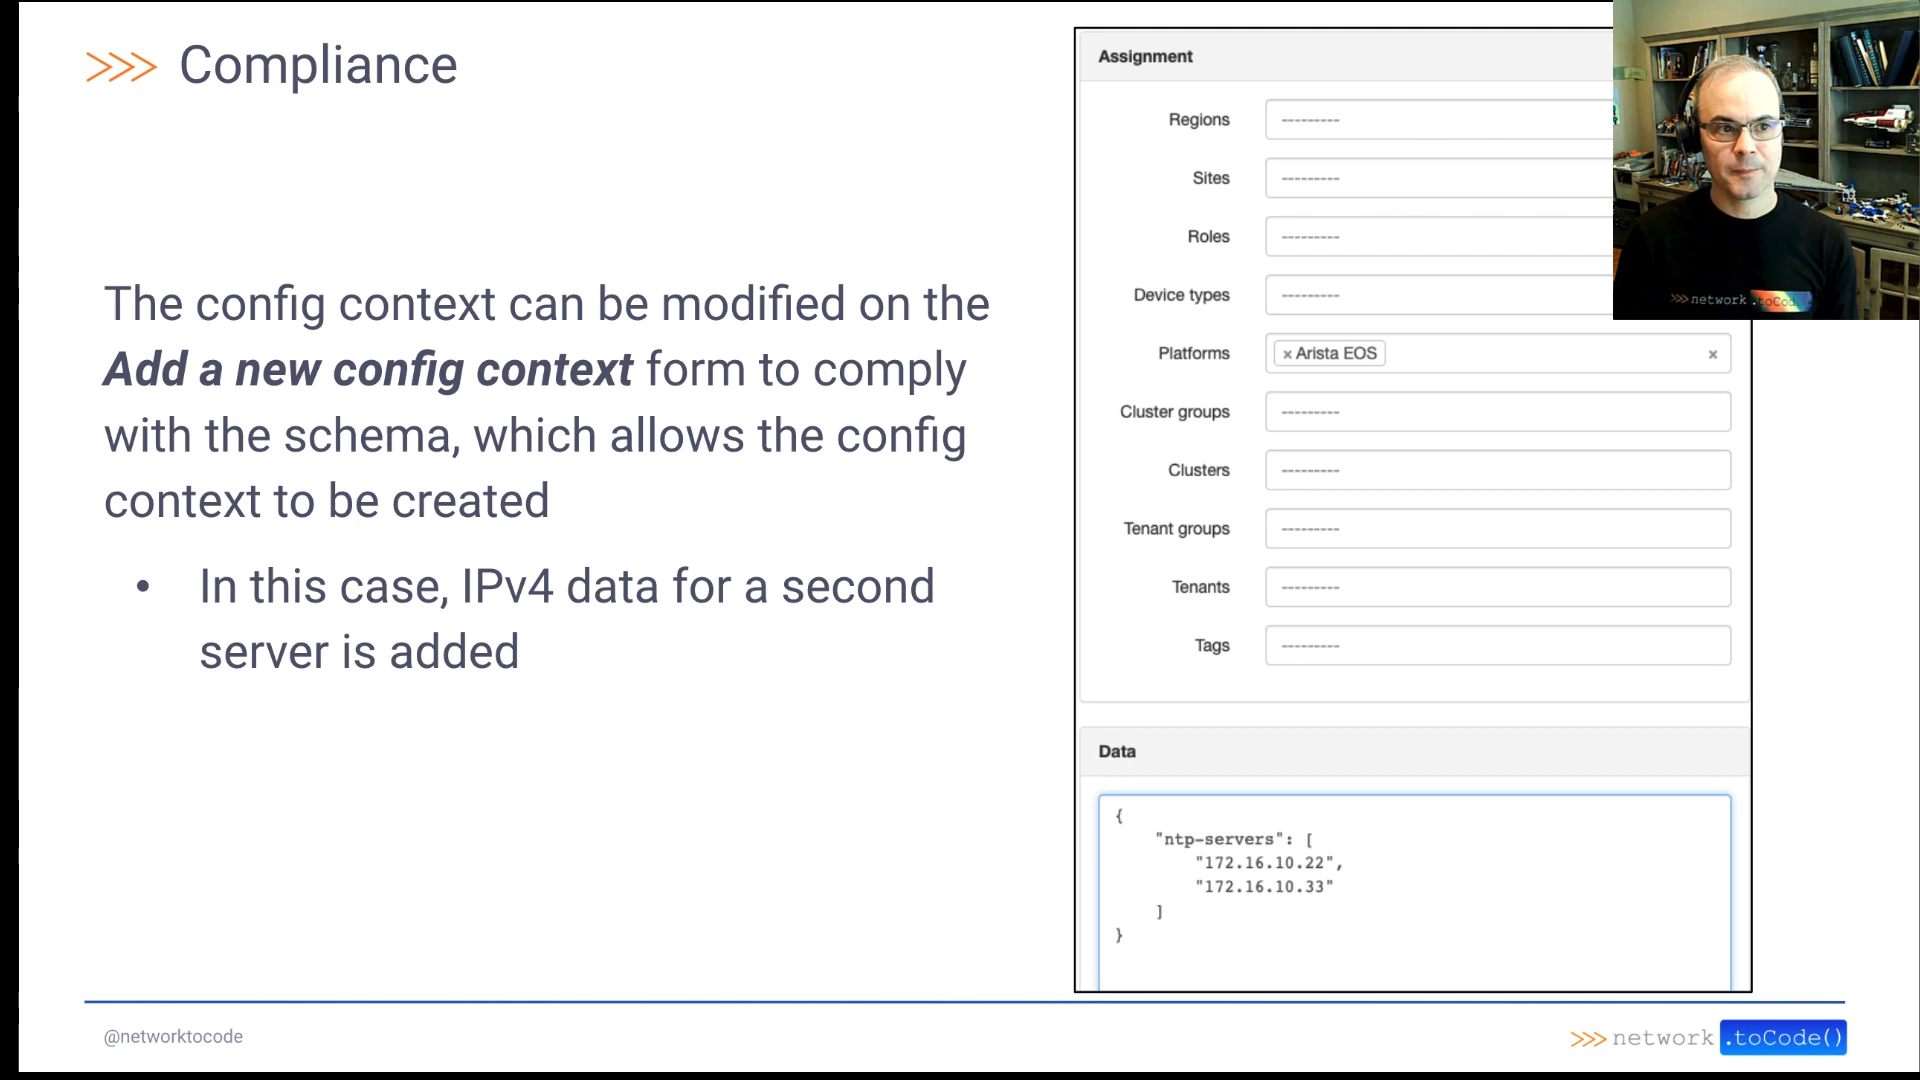 >>> Compliance
The config context can be modified on the
Add a new config context form to comply
with the schema, which allows the config
context to be created
• In this case, IPv4 data for a second
server is added
Assignment
Regions ---------
Sites ---------
Roles ---------
Device types ---------
Platforms × Arista EOS ×
Cluster groups ---------
Clusters ---------
Tenant groups ---------
Tenants ---------
Tags ---------
Data
{
    "ntp-servers": [
        "172.16.10.22",
        "172.16.10.33"
    ]
}
>>> network .toCode()
@networktocode
>>> network .toCode()